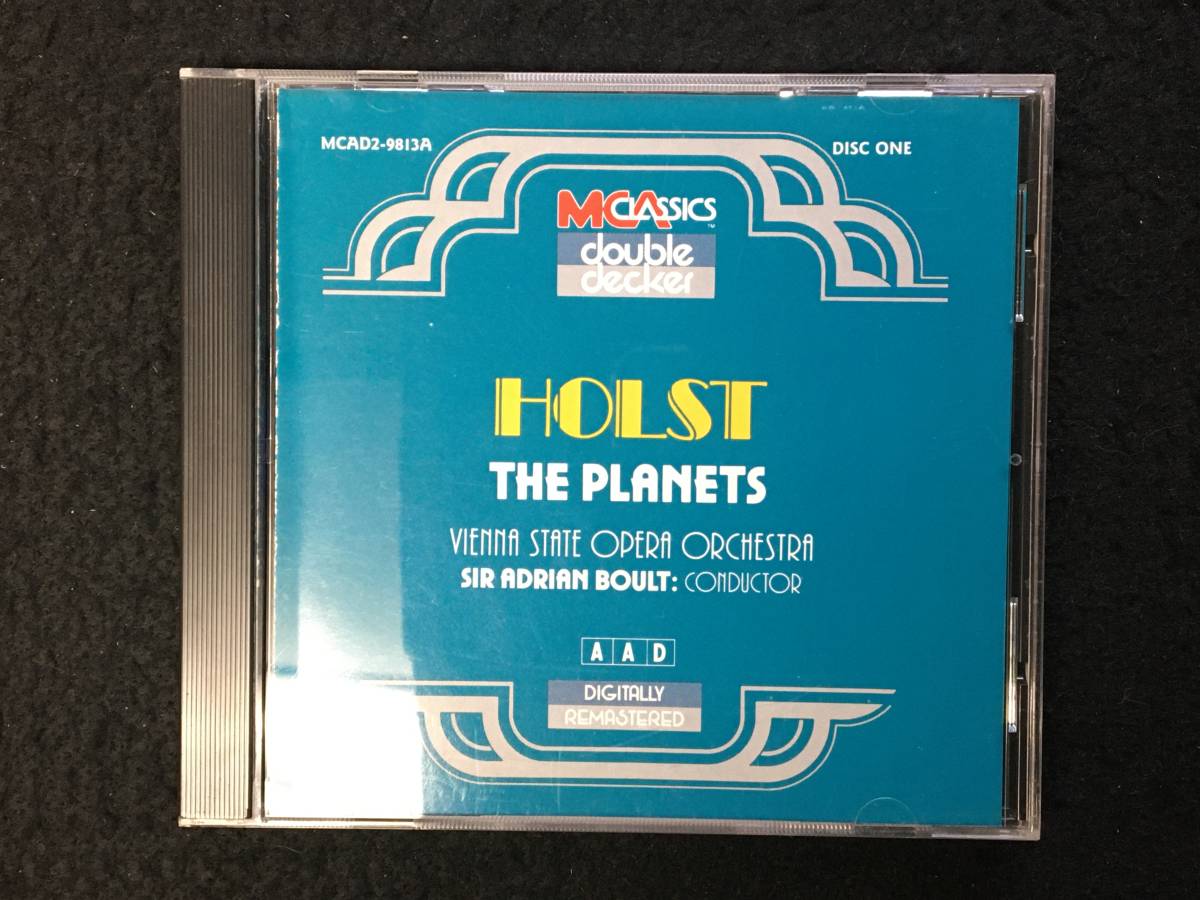 MCAD2-9813A
DISC ONE
MCA CLASSICS™
double
decker
HOLST
THE PLANETS
VIENNA STATE OPERA ORCHESTRA
SIR ADRIAN BOULT: CONDUCTOR
A A D
DIGITALLY
REMASTERED